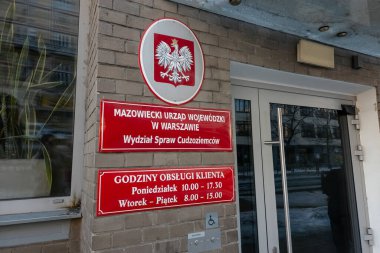 MAZOWIECKI URZĄD WOJEWÓDZKI
W WARSZAWIE
Wydział Spraw Cudzoziemców
GODZINY OBSŁUGI KLIENTA
Poniedziałek 10.00 - 17.30
Wtorek - Piątek 8.00 - 15.00